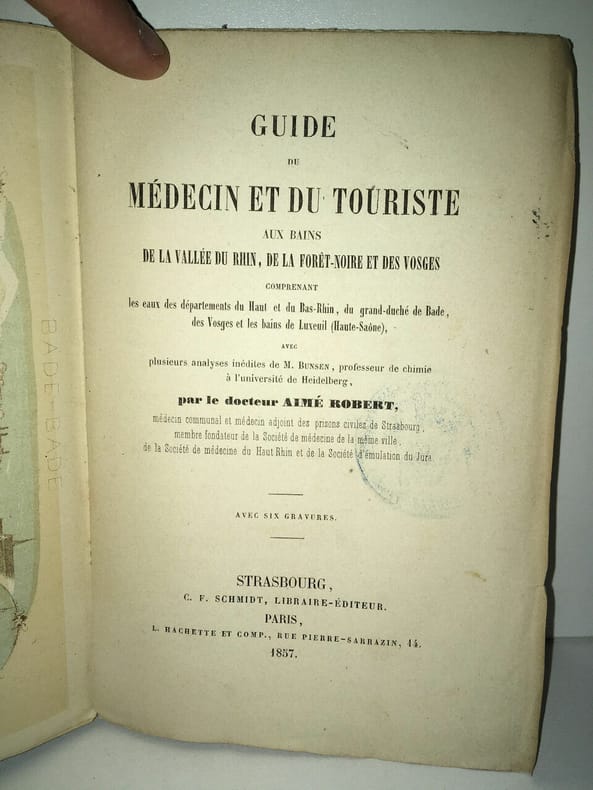 GUIDE
DU
MÉDECIN ET DU TOURISTE
AUX BAINS
DE LA VALLÉE DU RHIN, DE LA FORÊT-NOIRE ET DES VOSGES
COMPRENANT
les eaux des départements du Haut et du Bas-Rhin, du grand-duché de Bade,
des Vosges et les bains de Luxeuil (Haute-Saône),
AVEC
plusieurs analyses inédites de M. BUNSEN, professeur de chimie
à l'université de Heidelberg,
par le docteur AIMÉ ROBERT,
médecin communal et médecin adjoint des prisons civiles de Strasbourg,
membre fondateur de la Société de médecine de la même ville,
de la Société de médecine du Haut Rhin et de la Société d'émulation du Jura.
AVEC SIX GRAVURES.
STRASBOURG,
C. F. SCHMIDT, LIBRAIRE-ÉDITEUR.
PARIS,
L. HACHETTE ET COMP., RUE PIERRE-SARRAZIN, 14.
1857.
BADE-BADE